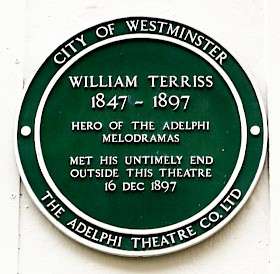 CITY OF WESTMINSTER
WILLIAM TERRISS
1847 - 1897
HERO OF THE ADELPHI
MELODRAMAS
MET HIS UNTIMELY END
OUTSIDE THIS THEATRE
16 DEC 1897
THE ADELPHI THEATRE CO. LTD